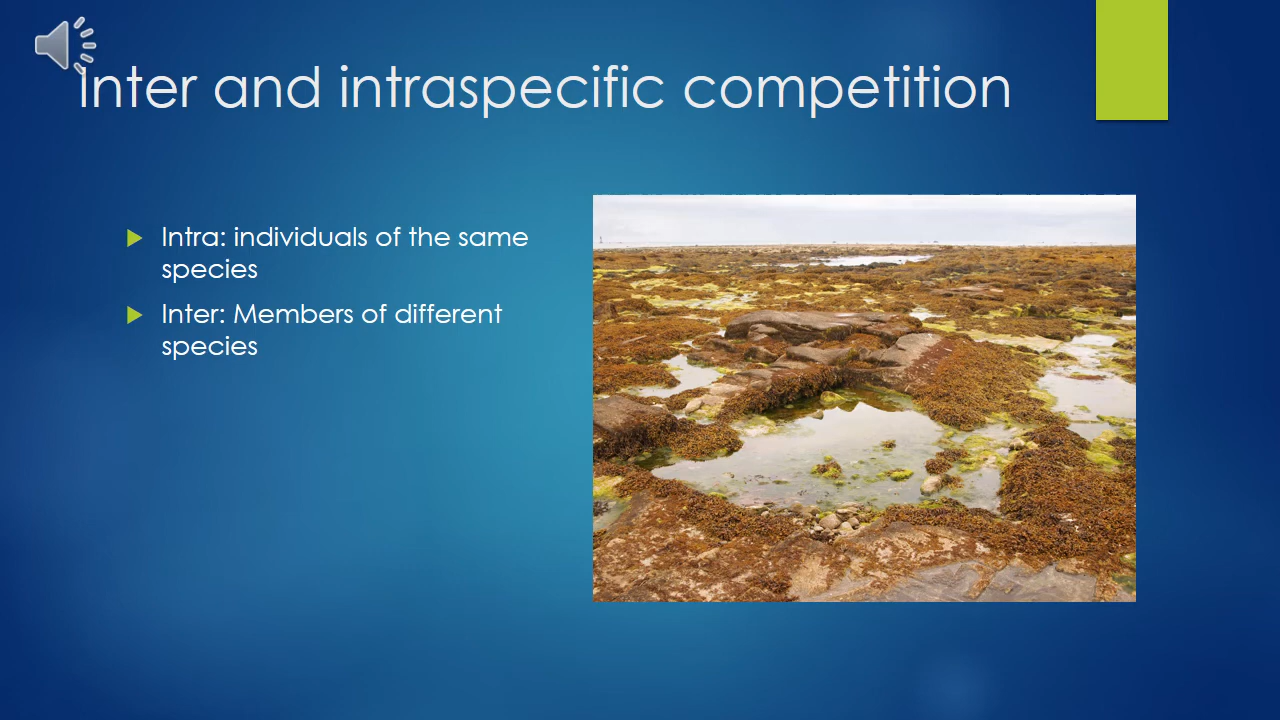 Inter and intraspecific competition
Intra: individuals of the same
species
Inter: Members of different
species